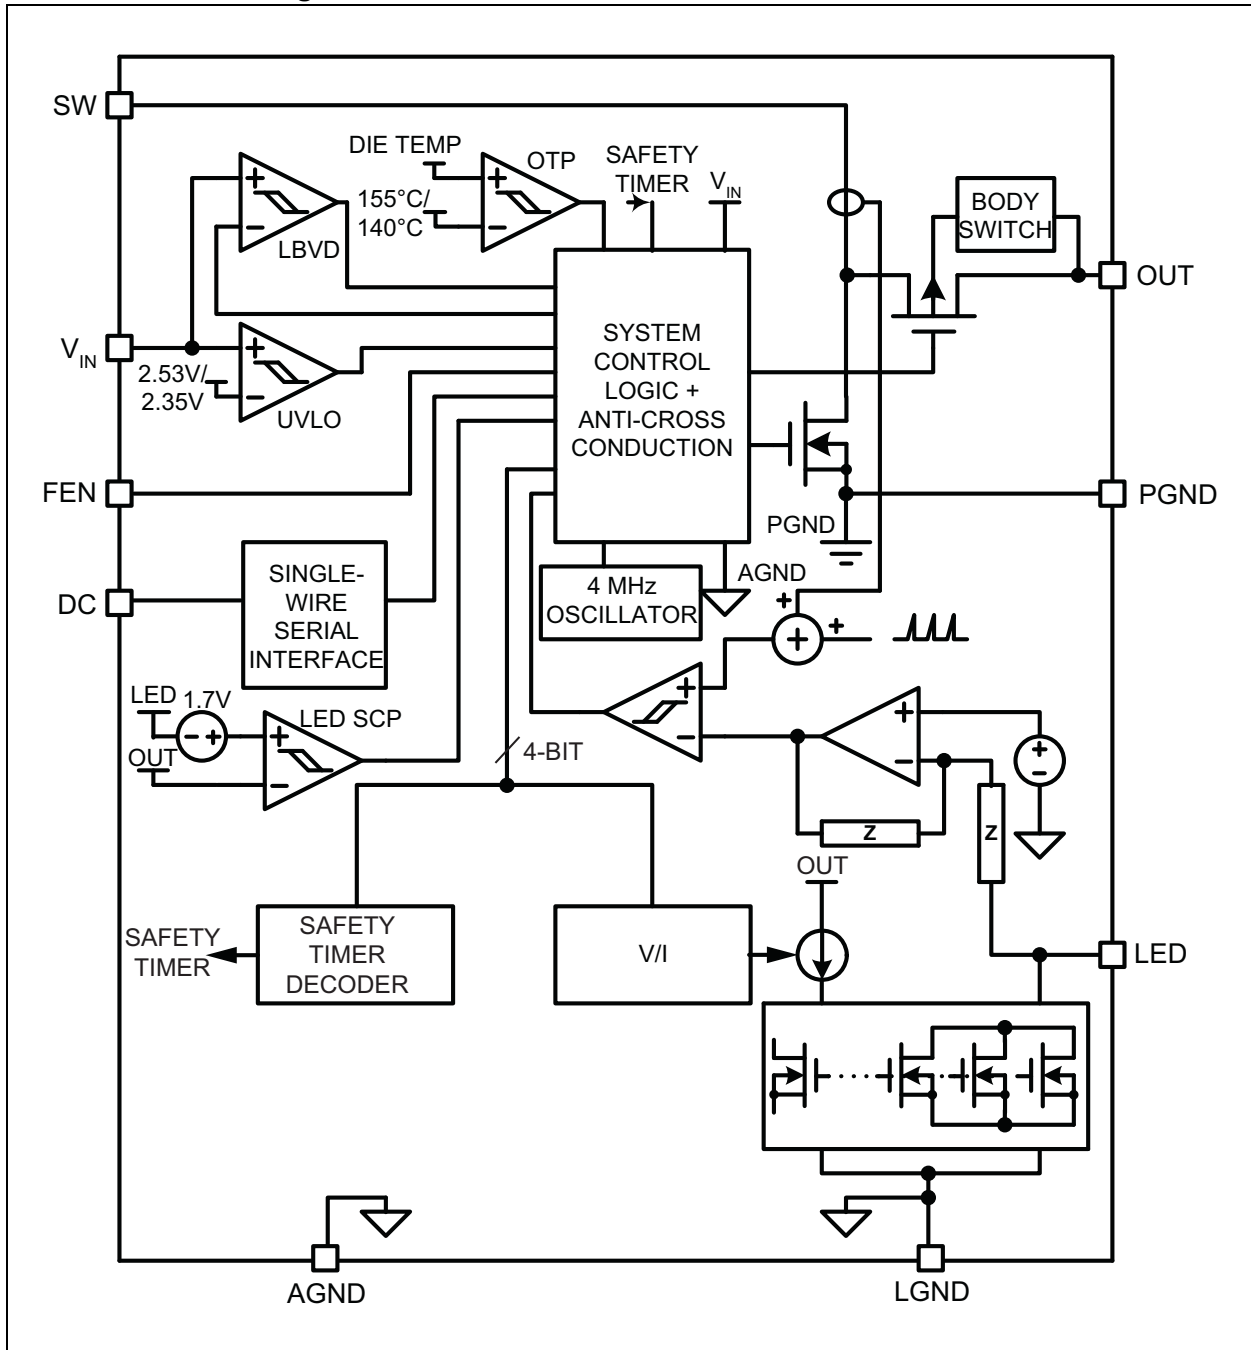 SW
DIE TEMP
OTP
SAFETY
TIMER
VIN
BODY
SWITCH
155°C/
140°C
+
−
LBVD
+
−
OUT
SYSTEM
CONTROL
LOGIC +
ANTI-CROSS
CONDUCTION
VIN
2.53V/
2.35V
+
−
UVLO
FEN
PGND
PGND
SINGLE-
WIRE
SERIAL
INTERFACE
DC
4 MHz
OSCILLATOR
AGND
+
+
+
LED
1.7V
− +
LED SCP
OUT
+
−
4-BIT
+
−
+
−
+
−
Z
Z
OUT
SAFETY
TIMER
SAFETY
TIMER
DECODER
V/I
LED
AGND
LGND